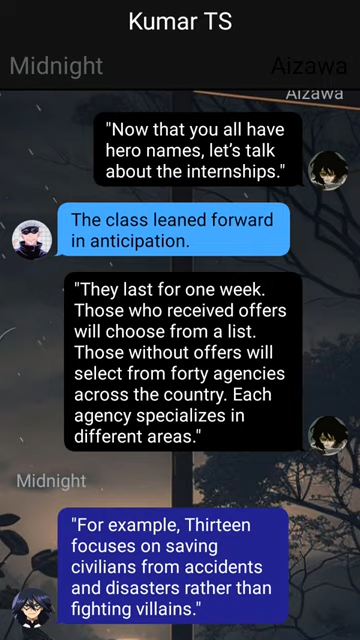 Kumar TS
Midnight
Aizawa
Aizawa
"Now that you all have
hero names, let’s talk
about the internships."
The class leaned forward
in anticipation.
"They last for one week.
Those who received offers
will choose from a list.
Those without offers will
select from forty agencies
across the country. Each
agency specializes in
different areas."
Midnight
"For example, Thirteen
focuses on saving
civilians from accidents
and disasters rather than
fighting villains."